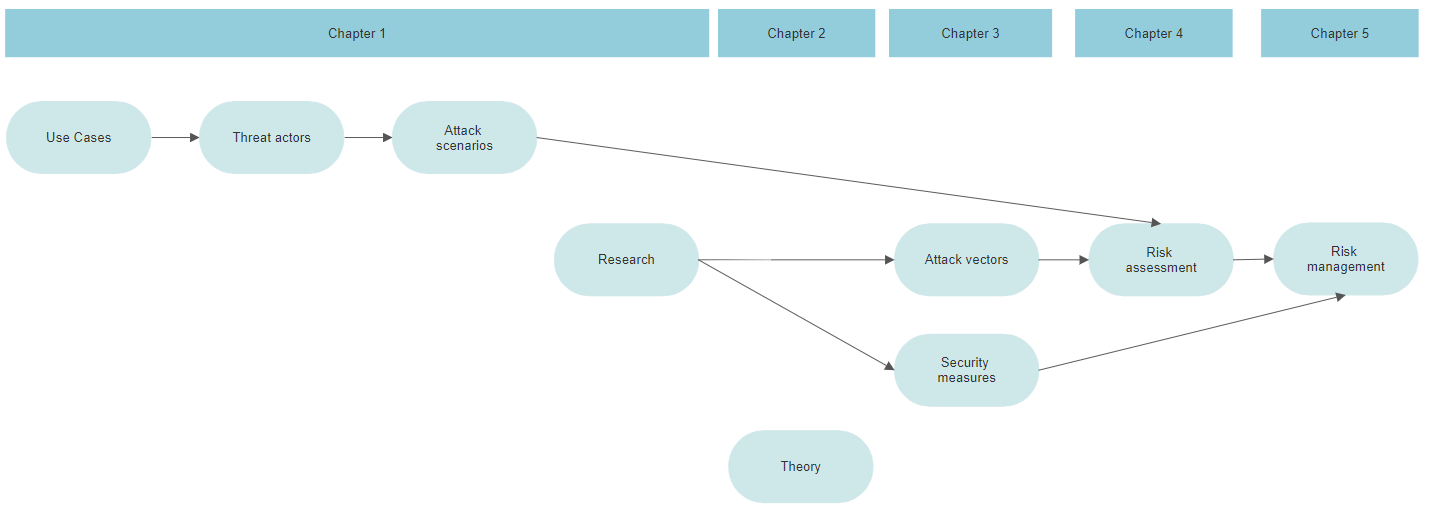 Chapter 1
Chapter 2
Chapter 3
Chapter 4
Chapter 5
Use Cases
Threat actors
Attack
scenarios
Research
Attack vectors
Risk
assessment
Risk
management
Security
measures
Theory